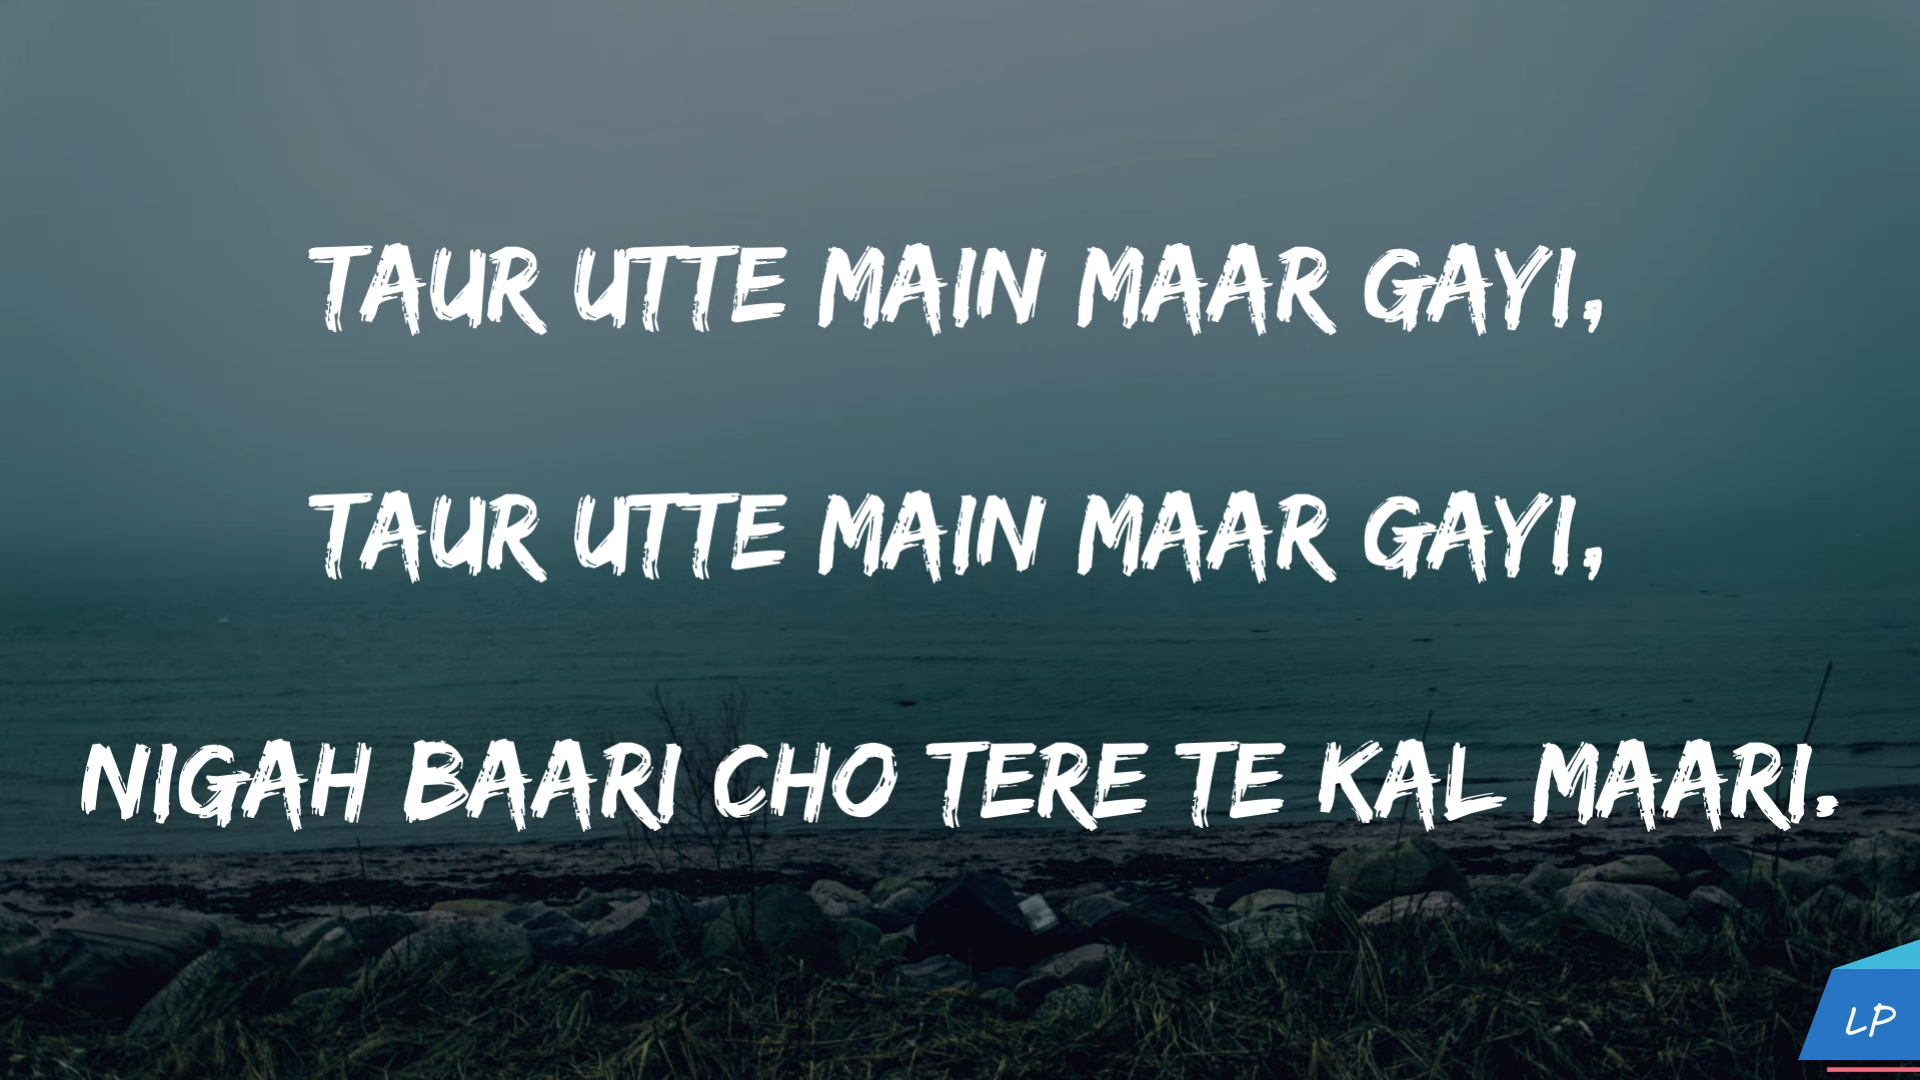 TAUR UTTE MAIN MAAR GAYI,
TAUR UTTE MAIN MAAR GAYI,
NIGAH BAARI CHO TERE TE KAL MAARI.
LP